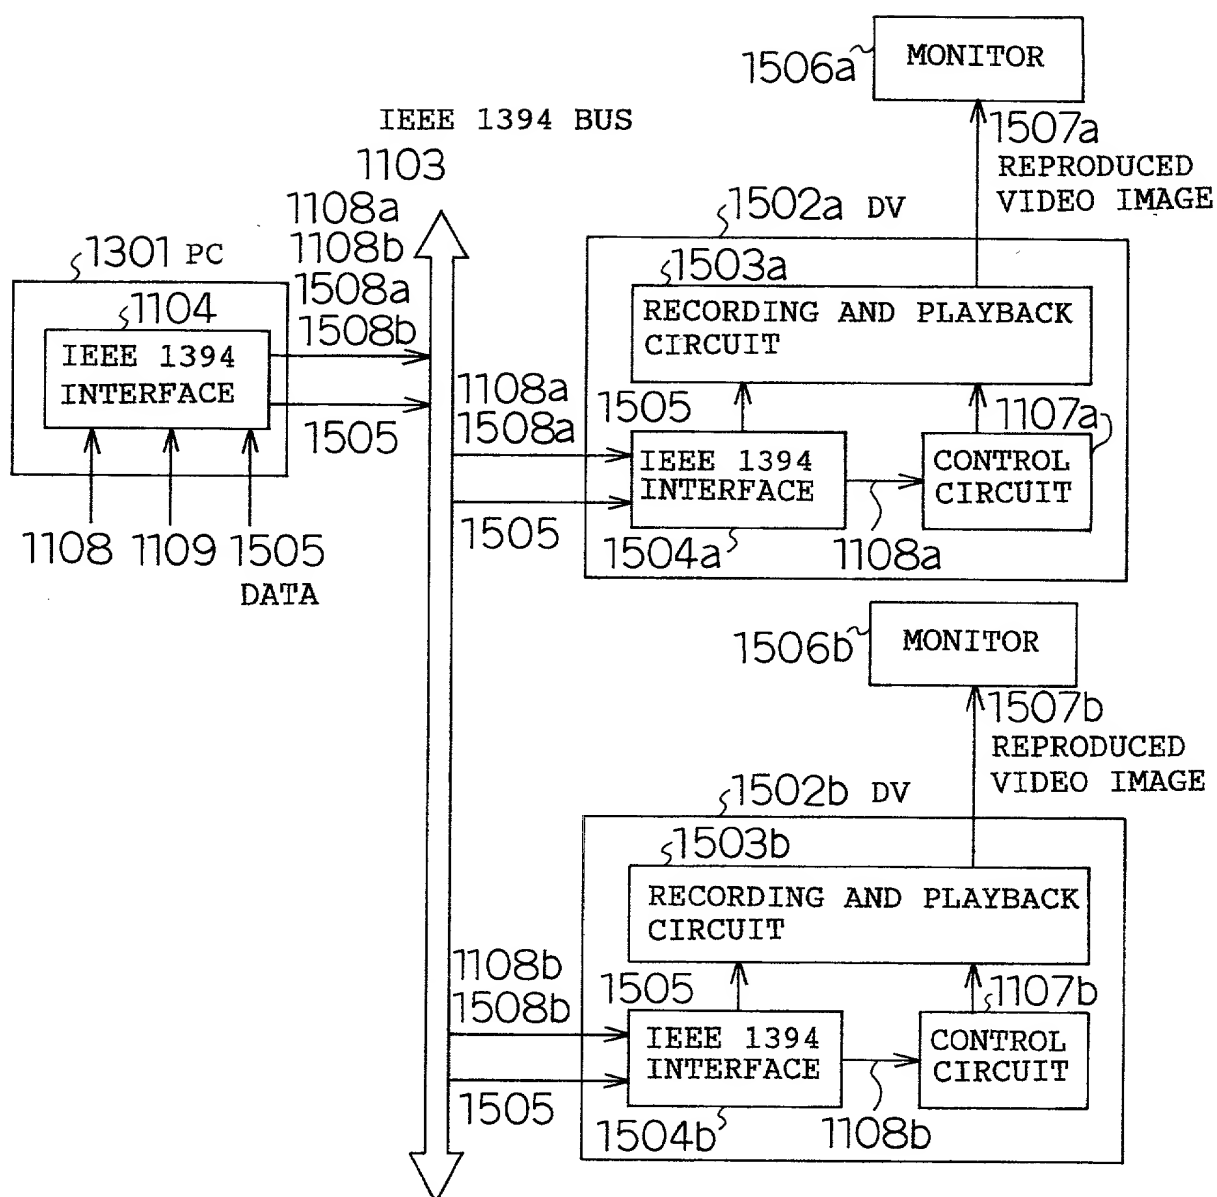 MONITOR
1506a
IEEE 1394 BUS
1103
1507a
REPRODUCED
VIDEO IMAGE
1108a
1108b
1508a
1508b
1301 PC
1104
IEEE 1394
INTERFACE
1505
1108
1109
1505
DATA
1502a DV
1503a
RECORDING AND PLAYBACK
CIRCUIT
1108a
1508a
1505
1505
IEEE 1394
INTERFACE
1504a
1108a
1107a
CONTROL
CIRCUIT
MONITOR
1506b
1507b
REPRODUCED
VIDEO IMAGE
1502b DV
1503b
RECORDING AND PLAYBACK
CIRCUIT
1108b
1508b
1505
1505
IEEE 1394
INTERFACE
1504b
1108b
1107b
CONTROL
CIRCUIT